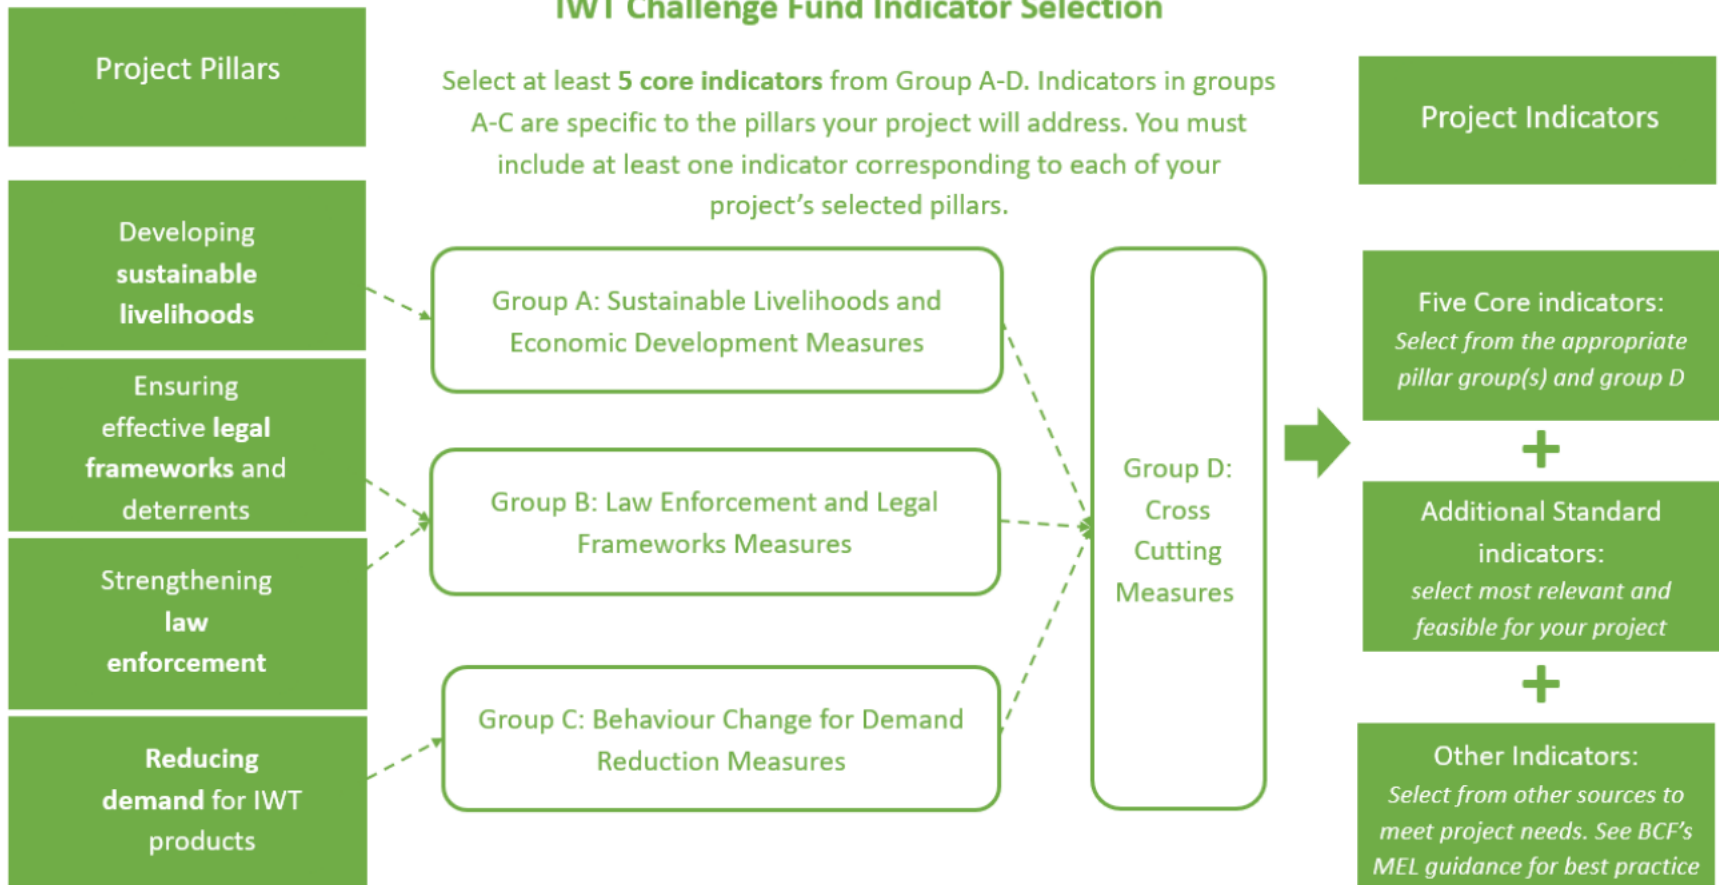 IWT Challenge Fund Indicator Selection
Project Pillars
Select at least 5 core indicators from Group A-D. Indicators in groups
A-C are specific to the pillars your project will address. You must
include at least one indicator corresponding to each of your
project's selected pillars.
Project Indicators
Developing
sustainable
livelihoods
Ensuring
effective legal
frameworks and
deterrents
Strengthening
law
enforcement
Reducing
demand for IWT
products
Group A: Sustainable Livelihoods and
Economic Development Measures
Group B: Law Enforcement and Legal
Frameworks Measures
Group C: Behaviour Change for Demand
Reduction Measures
Group D:
Cross
Cutting
Measures
Five Core indicators:
Select from the appropriate
pillar group(s) and group D
+
Additional Standard
indicators:
select most relevant and
feasible for your project
+
Other Indicators:
Select from other sources to
meet project needs. See BCF's
MEL guidance for best practice